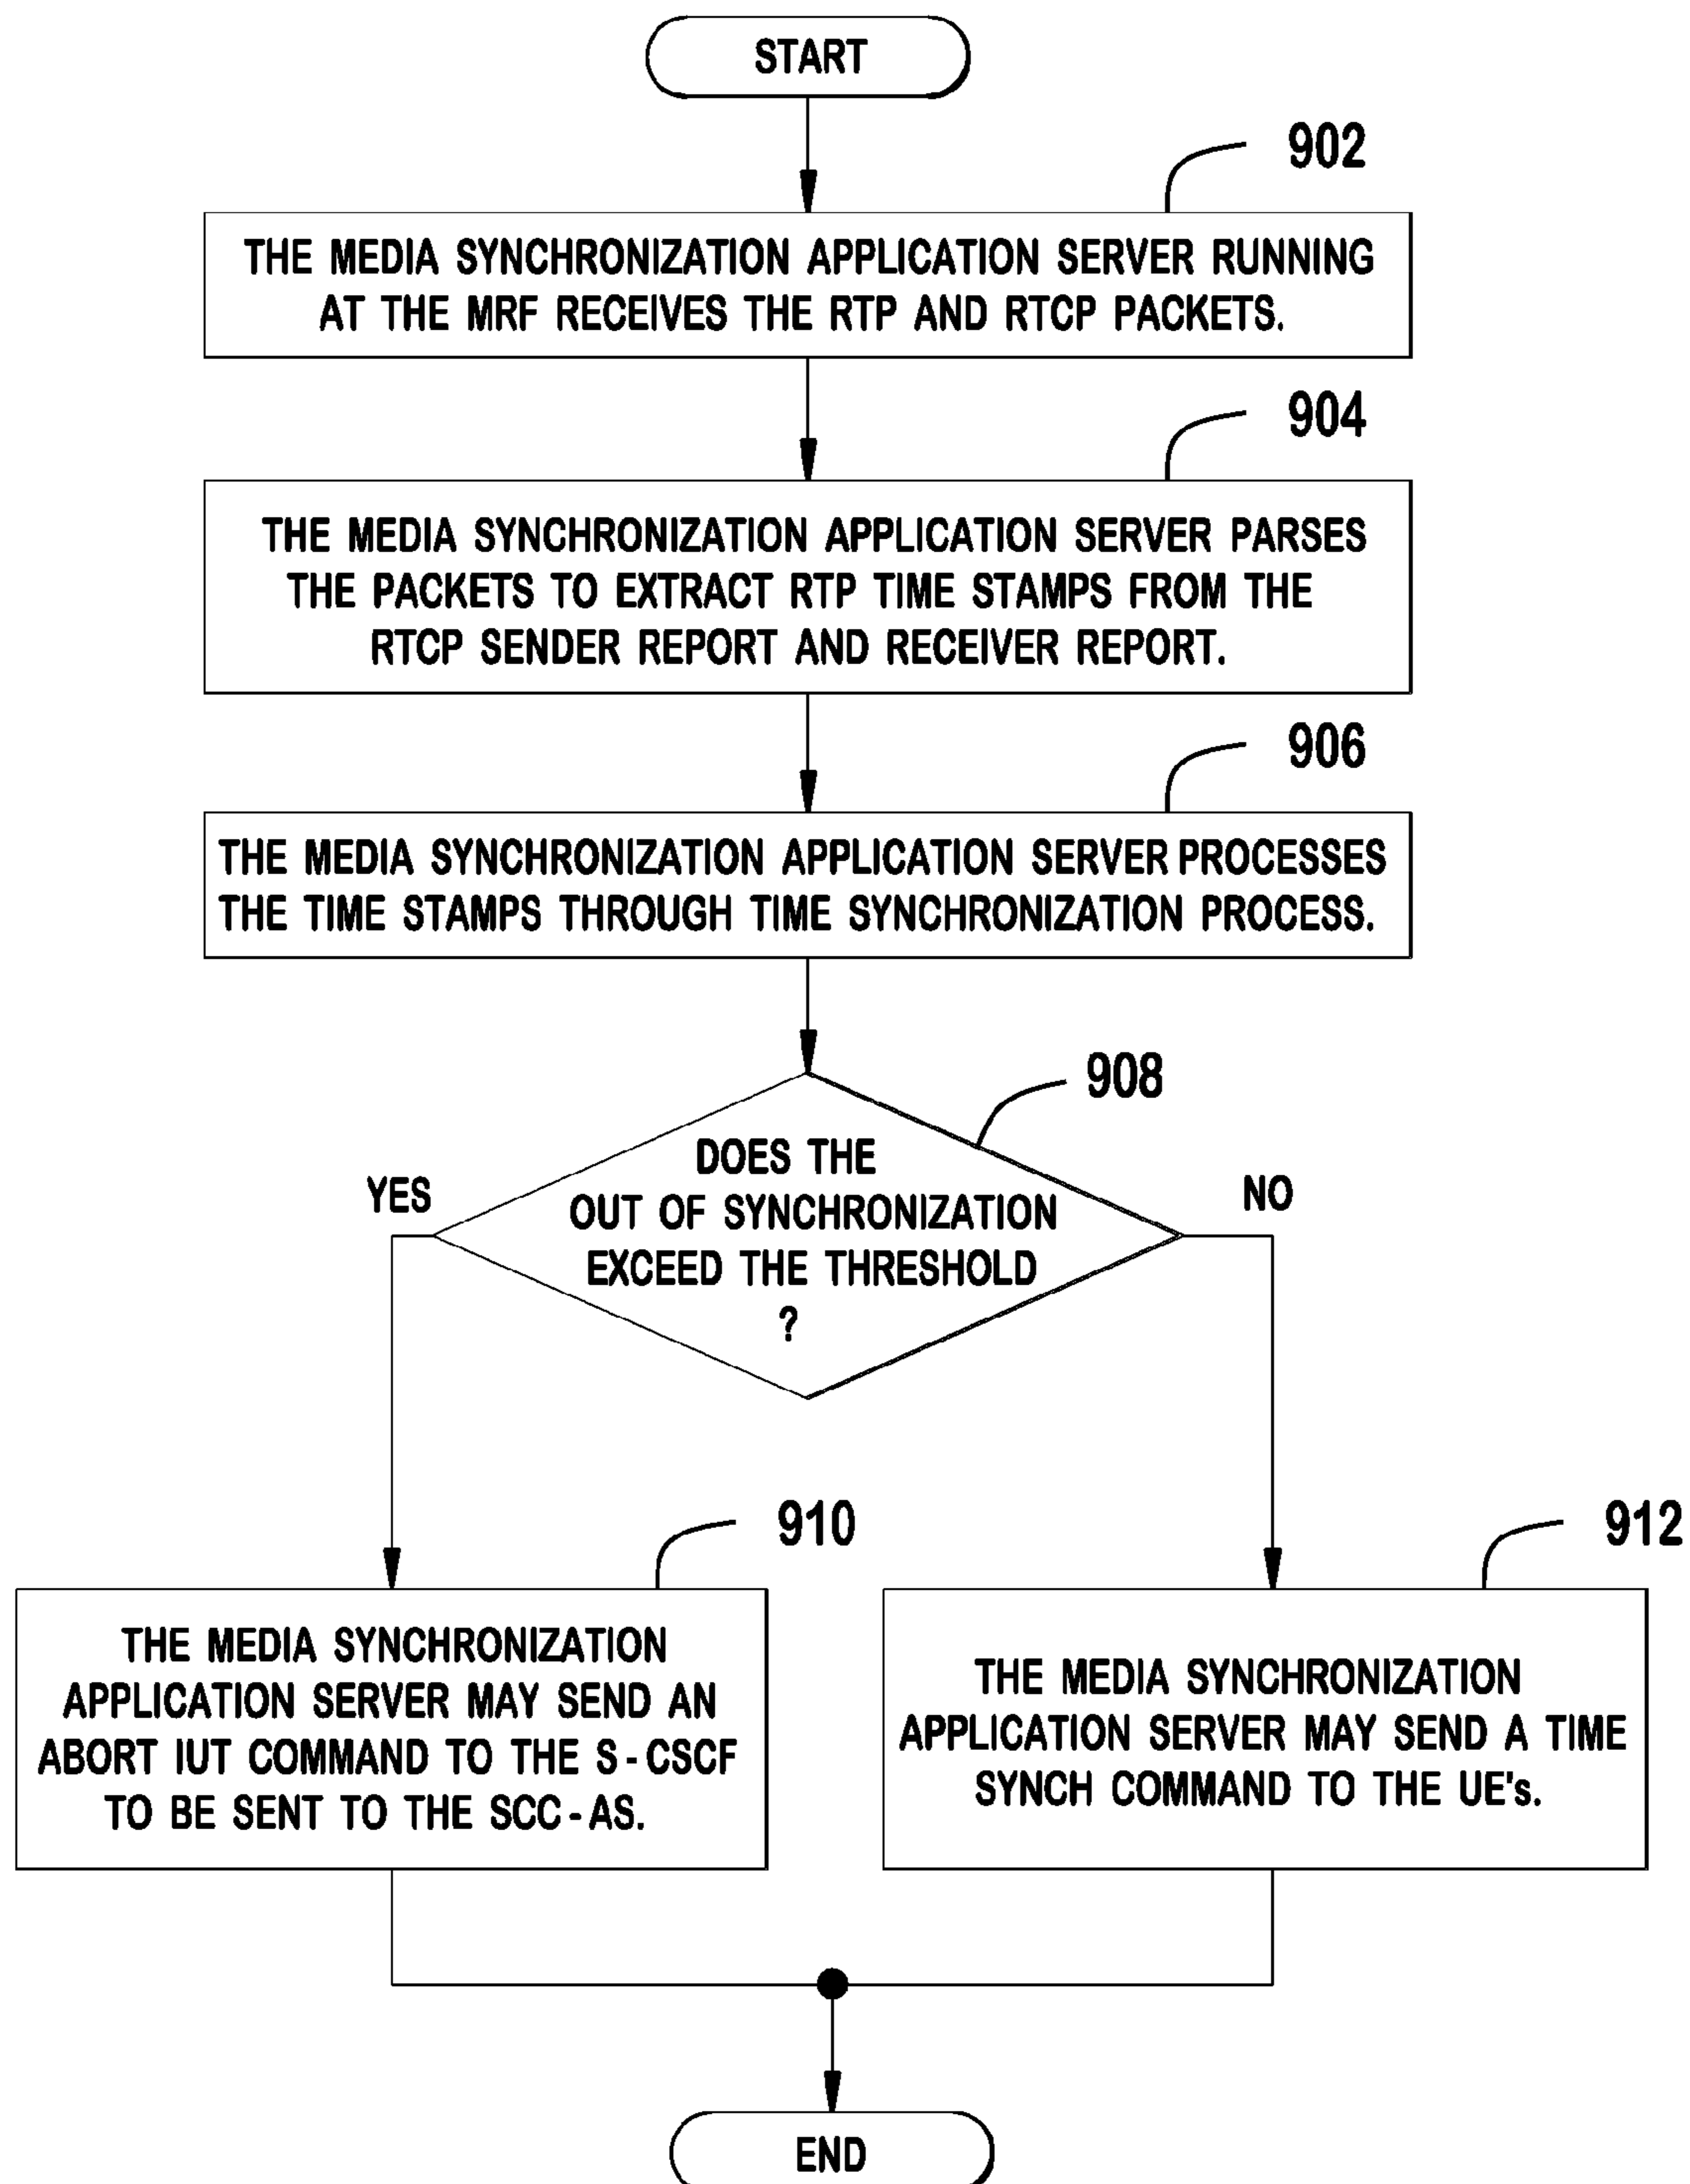 START
902
THE MEDIA SYNCHRONIZATION APPLICATION SERVER RUNNING
AT THE MRF RECEIVES THE RTP AND RTCP PACKETS.
904
THE MEDIA SYNCHRONIZATION APPLICATION SERVER PARSES
THE PACKETS TO EXTRACT RTP TIME STAMPS FROM THE
RTCP SENDER REPORT AND RECEIVER REPORT.
906
THE MEDIA SYNCHRONIZATION APPLICATION SERVER PROCESSES
THE TIME STAMPS THROUGH TIME SYNCHRONIZATION PROCESS.
908
DOES THE
OUT OF SYNCHRONIZATION
EXCEED THE THRESHOLD
?
YES
NO
910
THE MEDIA SYNCHRONIZATION
APPLICATION SERVER MAY SEND AN
ABORT IUT COMMAND TO THE S-CSCF
TO BE SENT TO THE SCC-AS.
912
THE MEDIA SYNCHRONIZATION
APPLICATION SERVER MAY SEND A TIME
SYNCH COMMAND TO THE UE's.
END